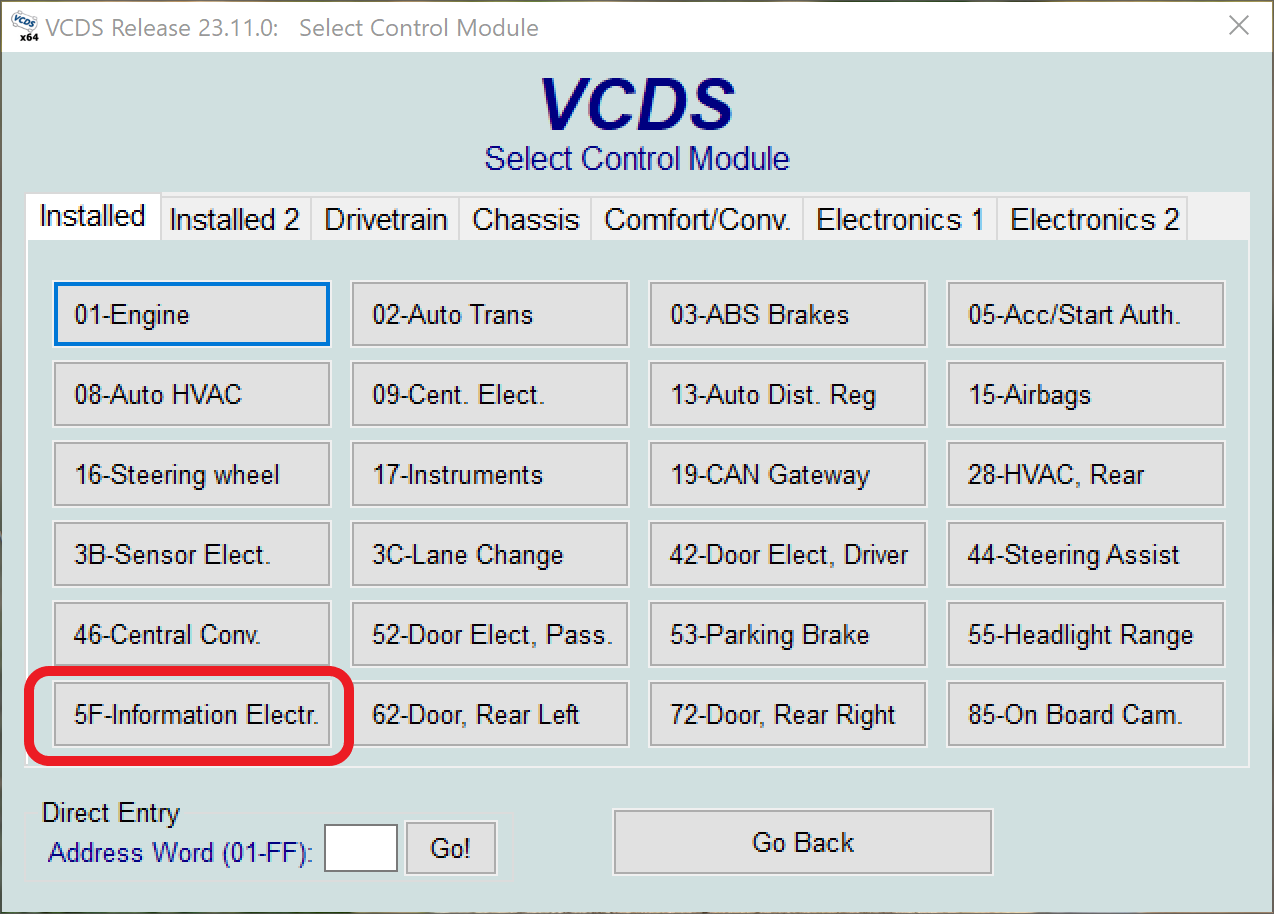 VCDS
x64
VCDS Release 23.11.0: Select Control Module
VCDS
Select Control Module
Installed Installed 2 Drivetrain Chassis Comfort/Conv. Electronics 1 Electronics 2
01-Engine 02-Auto Trans 03-ABS Brakes 05-Acc/Start Auth.
08-Auto HVAC 09-Cent. Elect. 13-Auto Dist. Reg 15-Airbags
16-Steering wheel 17-Instruments 19-CAN Gateway 28-HVAC, Rear
3B-Sensor Elect. 3C-Lane Change 42-Door Elect, Driver 44-Steering Assist
46-Central Conv. 52-Door Elect, Pass. 53-Parking Brake 55-Headlight Range
5F-Information Electr. 62-Door, Rear Left 72-Door, Rear Right 85-On Board Cam.
Direct Entry
Address Word (01-FF): Go! Go Back